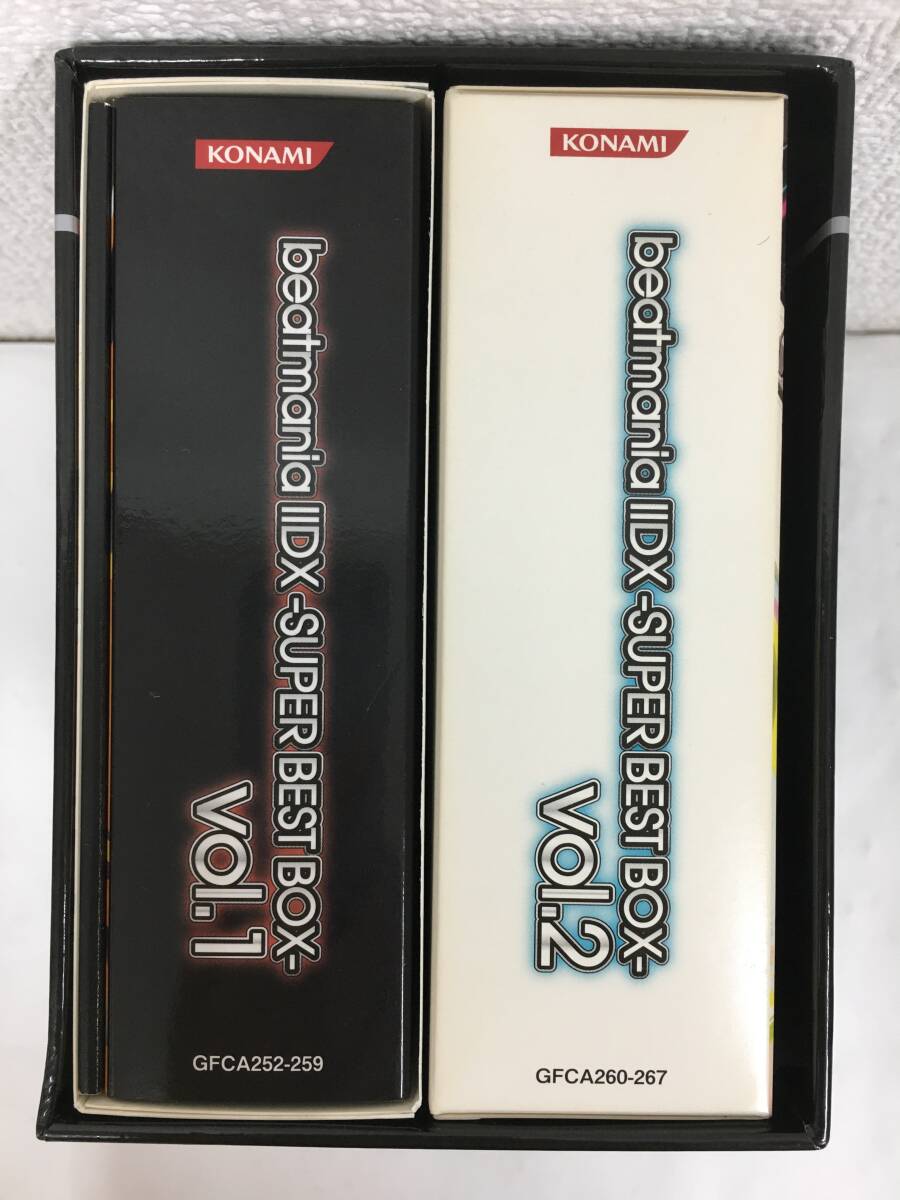 KONAMI
beatmania IIDX -SUPER BEST BOX-
Vol.1
GFCA252-259
KONAMI
beatmania IIDX -SUPER BEST BOX-
Vol.2
GFCA260-267